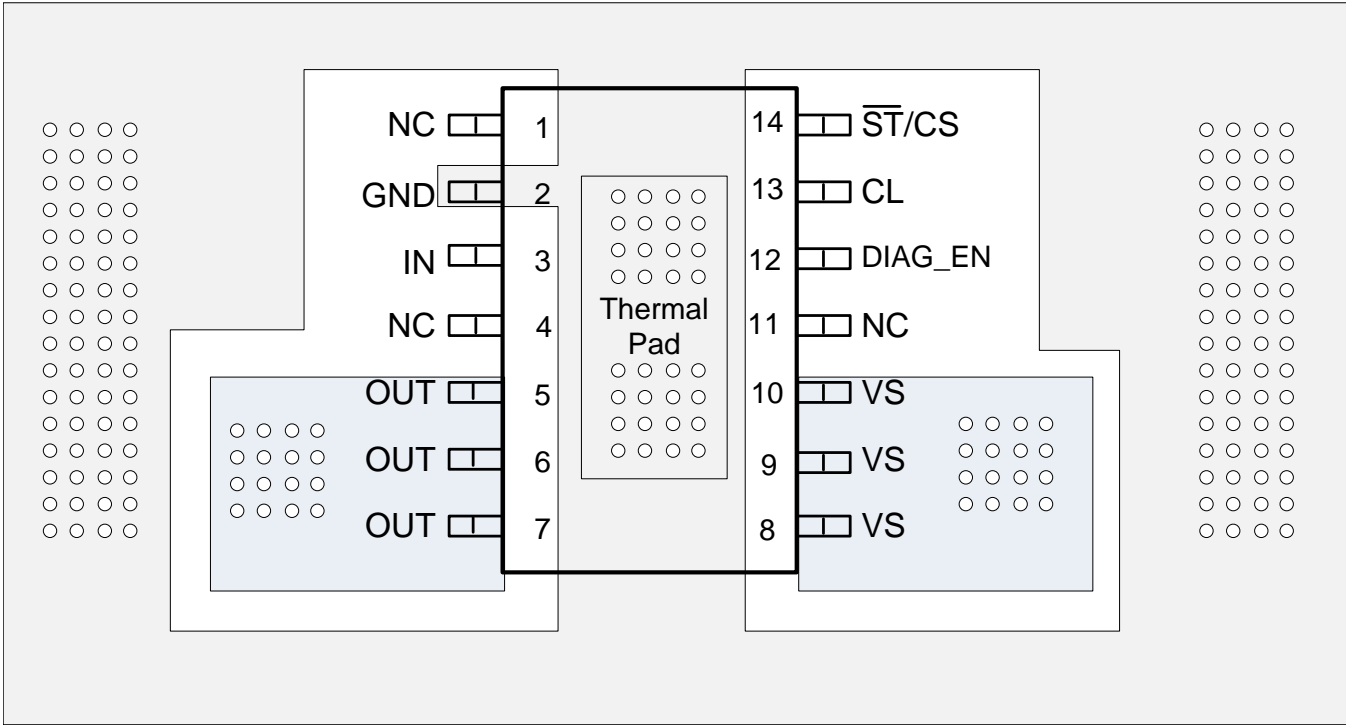 NC 1
GND 2
IN 3
NC 4
OUT 5
OUT 6
OUT 7
Thermal
Pad
14 S̅T̅/CS
13 CL
12 DIAG_EN
11 NC
10 VS
9 VS
8 VS